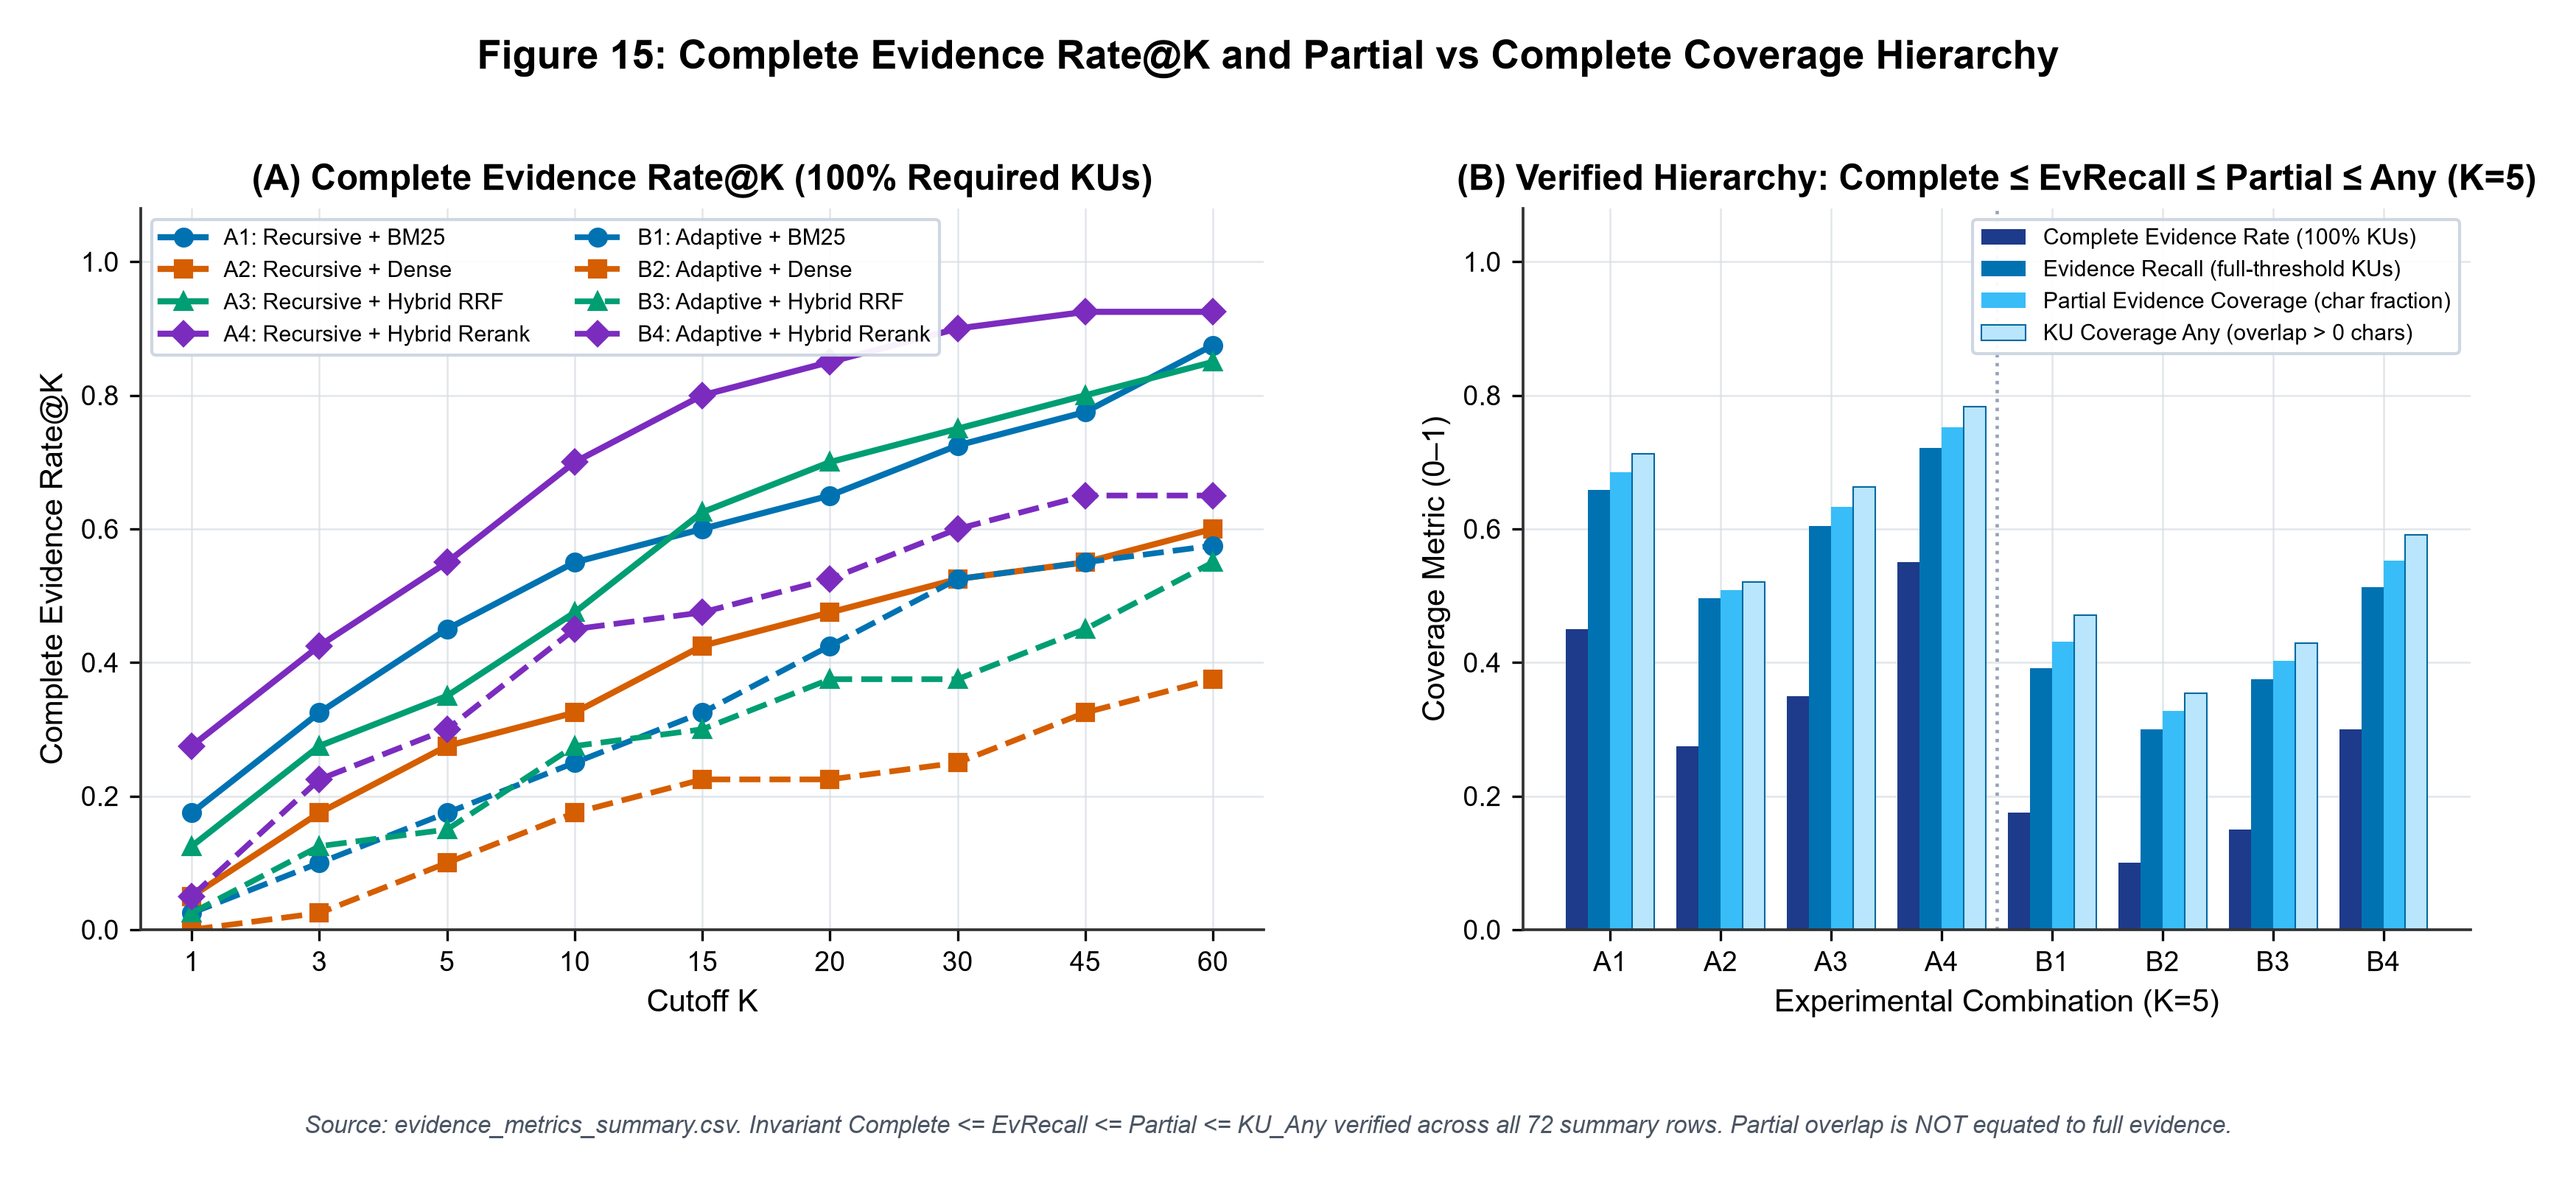 Figure 15: Complete Evidence Rate@K and Partial vs Complete Coverage Hierarchy
(A) Complete Evidence Rate@K (100% Required KUs)
A1: Recursive + BM25
A2: Recursive + Dense
A3: Recursive + Hybrid RRF
A4: Recursive + Hybrid Rerank
B1: Adaptive + BM25
B2: Adaptive + Dense
B3: Adaptive + Hybrid RRF
B4: Adaptive + Hybrid Rerank
Complete Evidence Rate@K
1.0
0.8
0.6
0.4
0.2
0.0
1 3 5 10 15 20 30 45 60
Cutoff K
(B) Verified Hierarchy: Complete ≤ EvRecall ≤ Partial ≤ Any (K=5)
Complete Evidence Rate (100% KUs)
Evidence Recall (full-threshold KUs)
Partial Evidence Coverage (char fraction)
KU Coverage Any (overlap > 0 chars)
Coverage Metric (0–1)
1.0
0.8
0.6
0.4
0.2
0.0
A1 A2 A3 A4 B1 B2 B3 B4
Experimental Combination (K=5)
Source: evidence_metrics_summary.csv. Invariant Complete <= EvRecall <= Partial <= KU_Any verified across all 72 summary rows. Partial overlap is NOT equated to full evidence.